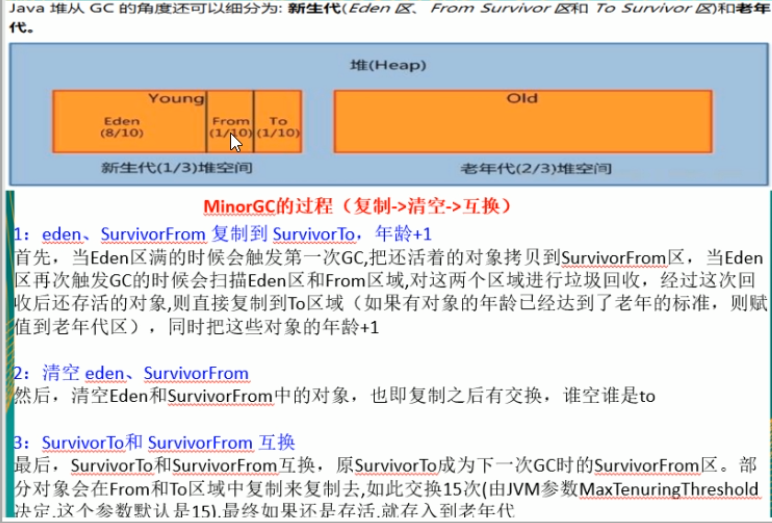 Java 堆从 GC 的角度还可以细分为: 新生代(Eden 区、From Survivor 区和 To Survivor 区)和老年
代。
堆(Heap)
Young
Old
Eden
(8/10)
From
(1/10)
To
(1/10)
新生代(1/3)堆空间
老年代(2/3)堆空间
MinorGC的过程（复制->清空->互换）
1：eden、SurvivorFrom 复制到 SurvivorTo，年龄+1
首先，当Eden区满的时候会触发第一次GC,把还活着的对象拷贝到SurvivorFrom区，当Eden
区再次触发GC的时候会扫描Eden区和From区域,对这两个区域进行垃圾回收，经过这次回
收后还存活的对象,则直接复制到To区域（如果有对象的年龄已经达到了老年的标准，则赋
值到老年代区），同时把这些对象的年龄+1
2：清空 eden、SurvivorFrom
然后，清空Eden和SurvivorFrom中的对象，也即复制之后有交换，谁空谁是to
3：SurvivorTo和 SurvivorFrom 互换
最后，SurvivorTo和SurvivorFrom互换，原SurvivorTo成为下一次GC时的SurvivorFrom区。部
分对象会在From和To区域中复制来复制去,如此交换15次(由JVM参数MaxTenuringThreshold
决定,这个参数默认是15),最终如果还是存活,就存入到老年代